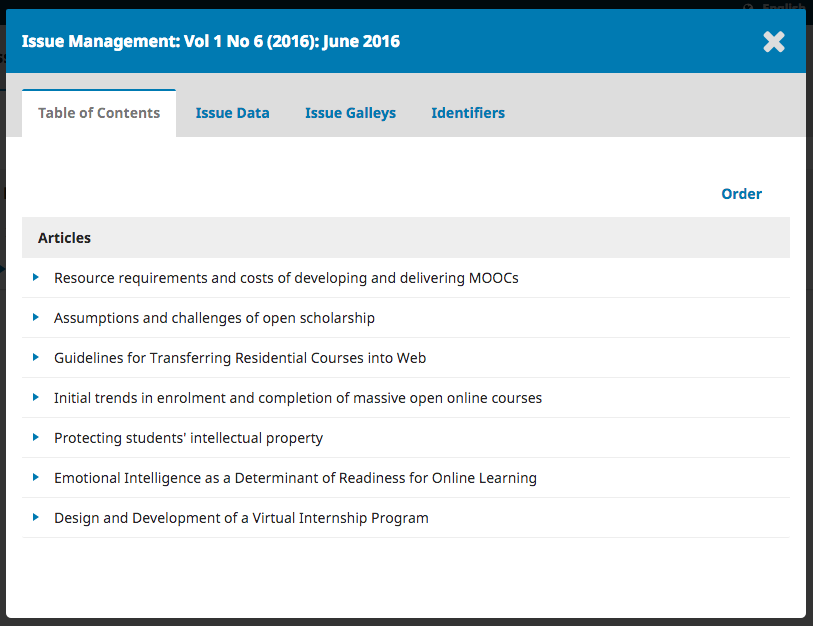 English
Issue Management: Vol 1 No 6 (2016): June 2016
Table of Contents
Issue Data
Issue Galleys
Identifiers
Order
Articles
Resource requirements and costs of developing and delivering MOOCs
Assumptions and challenges of open scholarship
Guidelines for Transferring Residential Courses into Web
Initial trends in enrolment and completion of massive open online courses
Protecting students' intellectual property
Emotional Intelligence as a Determinant of Readiness for Online Learning
Design and Development of a Virtual Internship Program